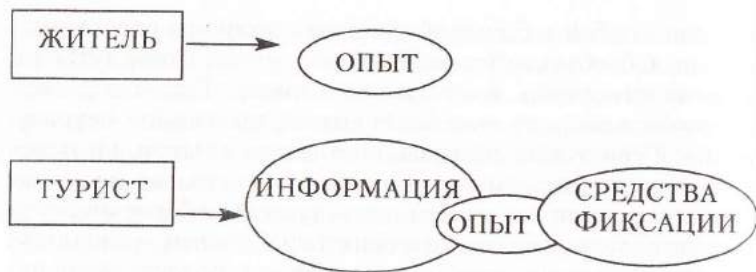 ЖИТЕЛЬ
ОПЫТ
ТУРИСТ
ИНФОРМАЦИЯ
ОПЫТ
СРЕДСТВА
ФИКСАЦИИ